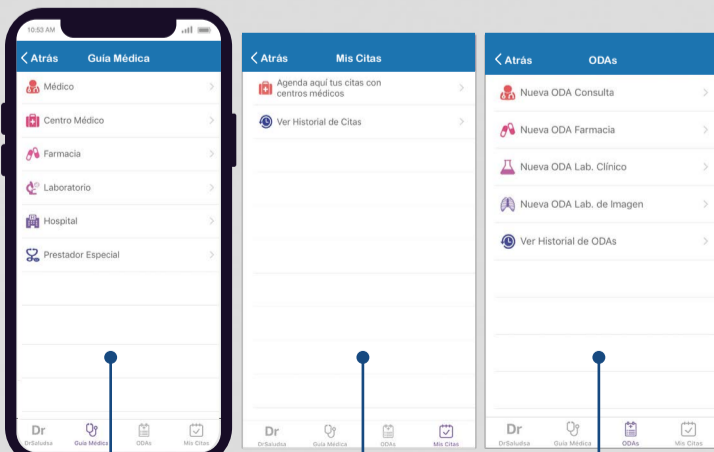 10:53 AM
Atrás
Guía Médica
Médico
Centro Médico
Farmacia
Laboratorio
Hospital
Prestador Especial
Dr
DrSaludsa
Guía Médica
ODAs
Mis Citas
Atrás
Mis Citas
Agenda aquí tus citas con
centros médicos
Ver Historial de Citas
Dr
DrSaludsa
Guía Médica
ODAs
Mis Citas
Atrás
ODAs
Nueva ODA Consulta
Nueva ODA Farmacia
Nueva ODA Lab. Clínico
Nueva ODA Lab. de Imagen
Ver Historial de ODAs
Dr
DrSaludsa
Guía Médica
ODAs
Mis Citas